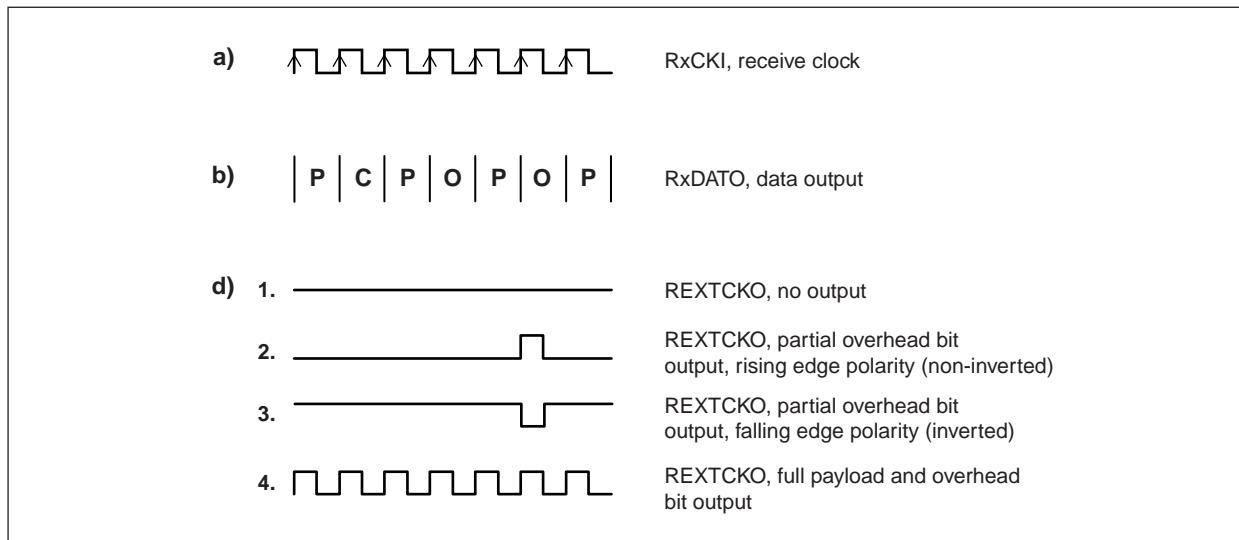 a) RxCKI, receive clock
b) P C P O P O P RxDATO, data output
d) 1. REXTCKO, no output
2. REXTCKO, partial overhead bit
output, rising edge polarity (non-inverted)
3. REXTCKO, partial overhead bit
output, falling edge polarity (inverted)
4. REXTCKO, full payload and overhead
bit output